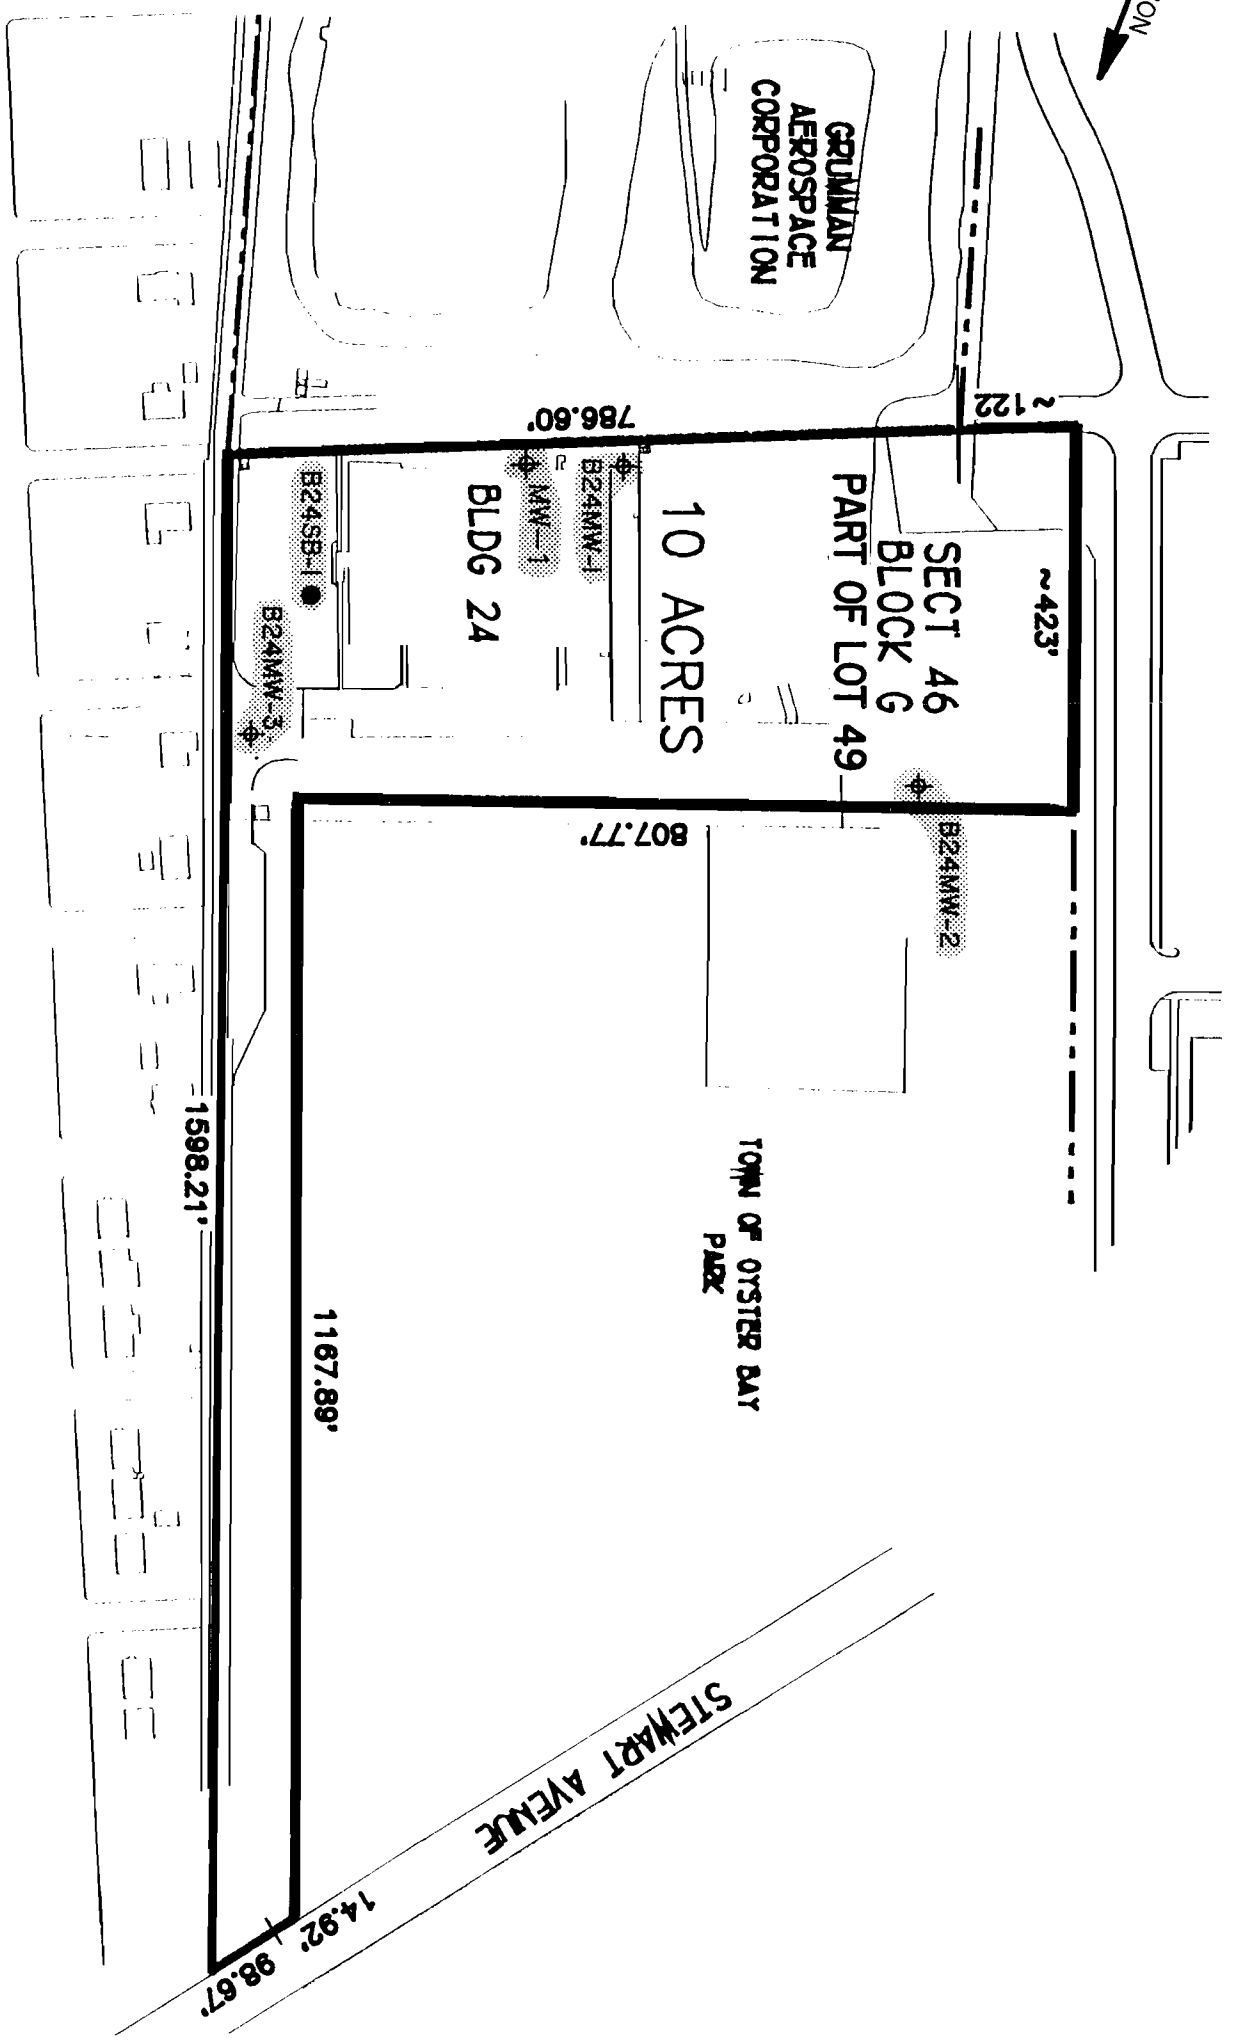 GRUMMAN
AEROSPACE
CORPORATION
~ 122
786.60'
~423'
SECT 46
BLOCK G
PART OF LOT 49
10 ACRES
B24MW-1
MW-1
BLDG 24
B24SB-1
B24MW-3
B24MW-2
807.77'
TOWN OF OYSTER BAY
PARK
1598.21'
1167.89'
STEWART AVENUE
14.92'
98.67'